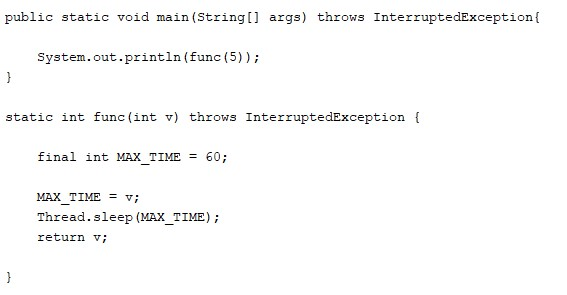 public static void main(String[] args) throws InterruptedException{
System.out.println(func(5));
}
static int func(int v) throws InterruptedException {
final int MAX_TIME = 60;
MAX_TIME = v;
Thread.sleep(MAX_TIME);
return v;
}